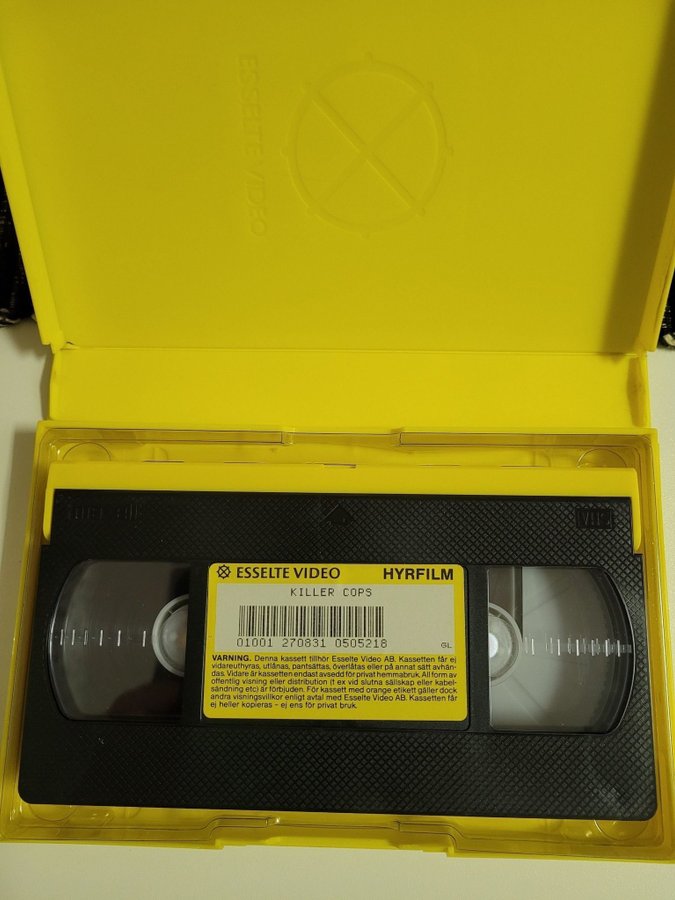 ESSELTE VIDEO
VHS
ESSELTE VIDEO HYRFILM
KILLER COPS
01001 270831 0505218 GL
VARNING. Denna kassett tillhör Esselte Video AB. Kassetten får ej
vidareuthyras, utlånas, pantsättas, överlåtas eller på annat sätt avhän-
das. Vidare är kassetten endast avsedd för privat hemmabruk. All form av
offentlig visning eller distribution (t ex vid slutna sällskap eller kabel-
sändning etc) är förbjuden. För kassett med orange etikett gäller dock
andra visningsvillkor enligt avtal med Esselte Video AB. Kassetten får
ej heller kopieras – ej ens för privat bruk.